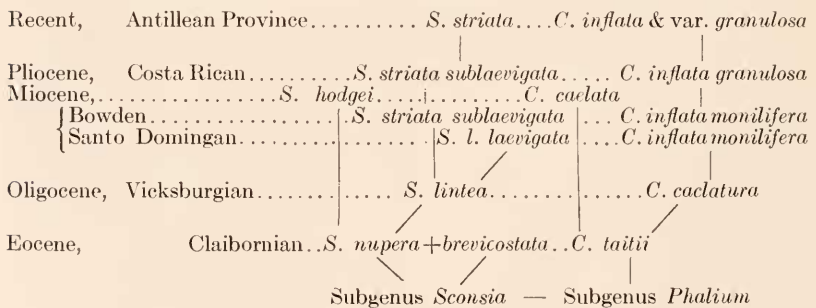 Recent, Antillean Province.......... S. striata....C. inflata & var. granulosa
Pliocene, Costa Rican..........S. striata sublaevigata..... C. inflata granulosa
Miocene,................S. hodgei..............C. caelata
Bowden..............S. striata sublaevigata ....C. inflata monilifera
Santo Domingan................S. l. laevigata ....C. inflata monilifera
Oligocene, Vicksburgian............. S. lintea....................C. caclatura
Eocene, Claibornian..S. nupera+brevicostata..C. taitii
Subgenus Sconsia — Subgenus Phalium